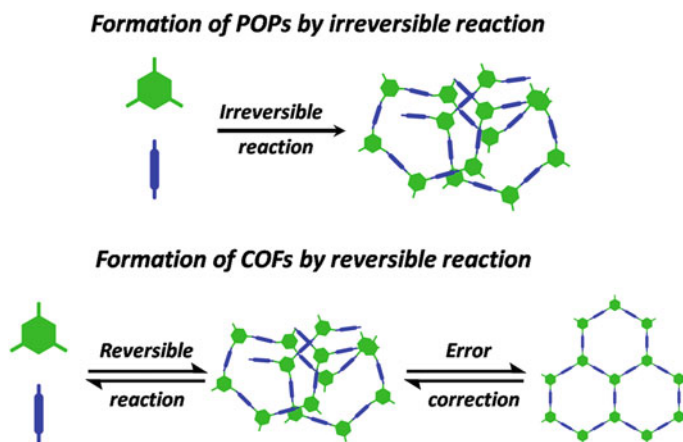 Formation of POPs by irreversible reaction
Irreversible
reaction
Formation of COFs by reversible reaction
Reversible
reaction
Error
correction